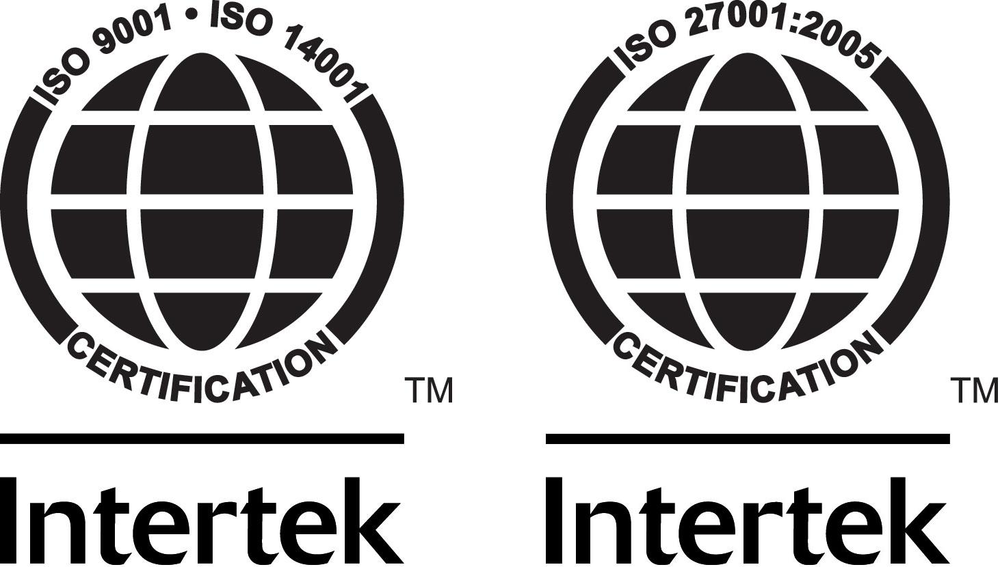 ISO 9001 • ISO 14001
CERTIFICATION
TM
Intertek
ISO 27001:2005
CERTIFICATION
TM
Intertek